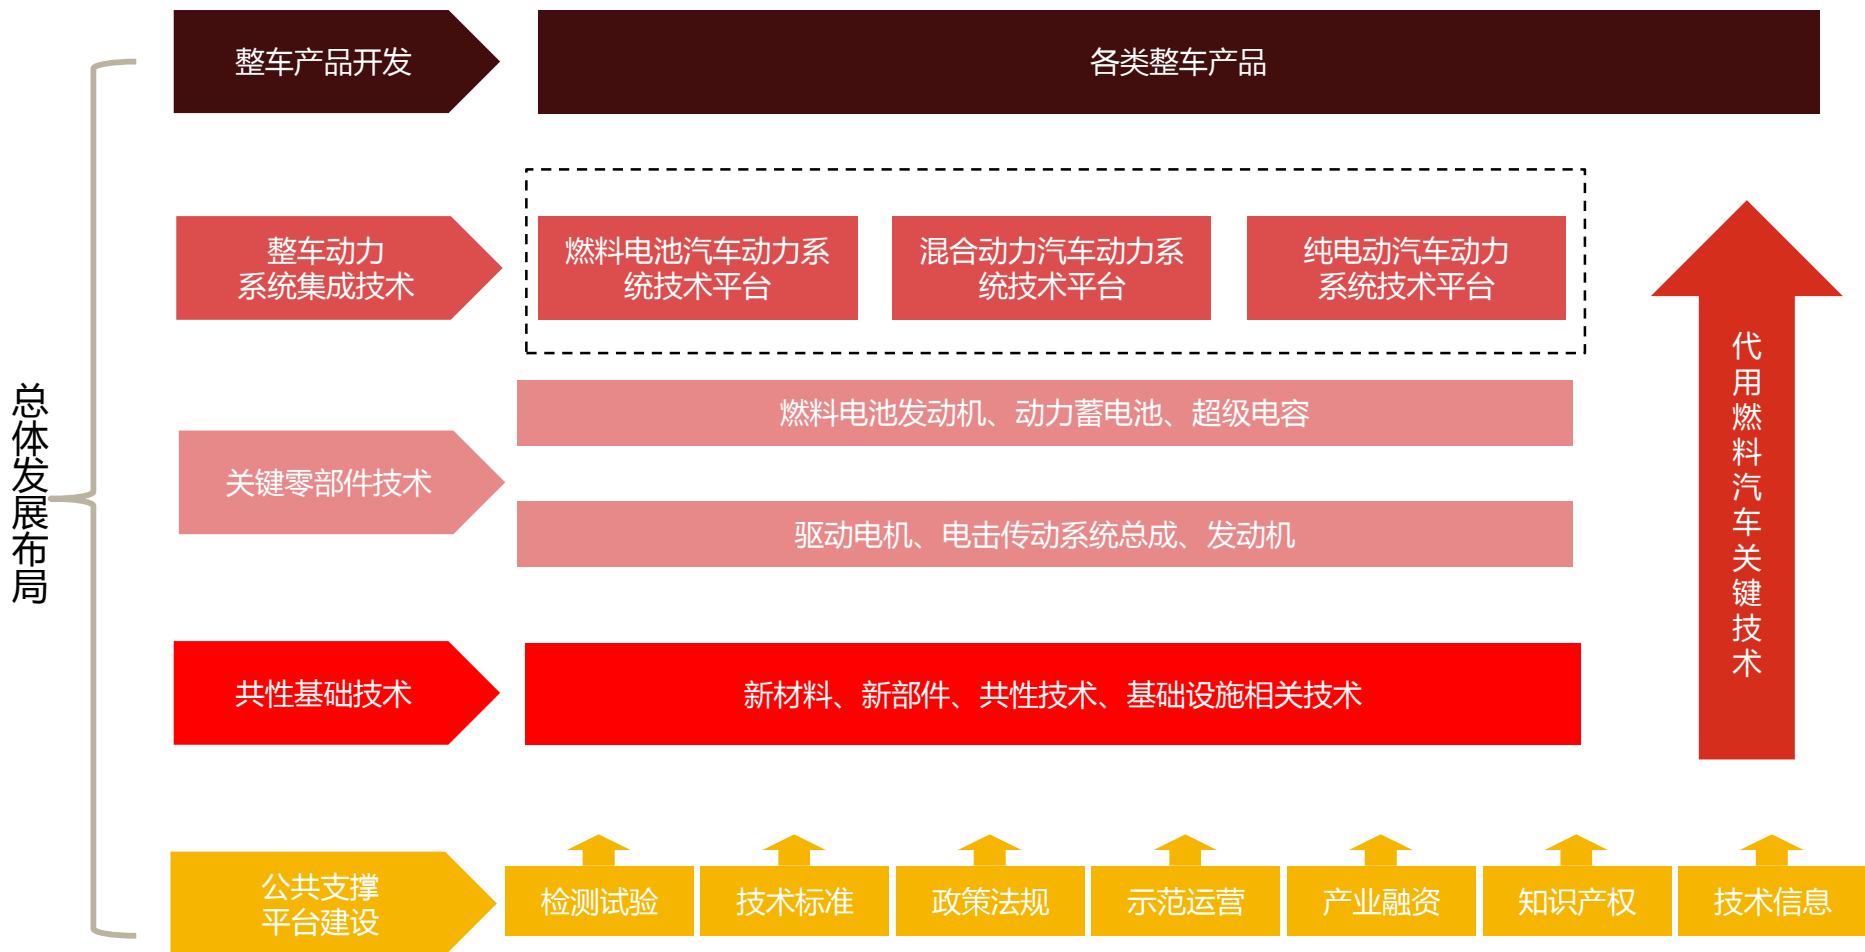 总体发展布局
整车产品开发
各类整车产品
整车动力
系统集成技术
燃料电池汽车动力系
统技术平台
混合动力汽车动力系
统技术平台
纯电动汽车动力
系统技术平台
关键零部件技术
燃料电池发动机、动力蓄电池、超级电容
驱动电机、电击传动系统总成、发动机
代用燃料汽车关键技术
共性基础技术
新材料、新部件、共性技术、基础设施相关技术
公共支撑
平台建设
检测试验
技术标准
政策法规
示范运营
产业融资
知识产权
技术信息